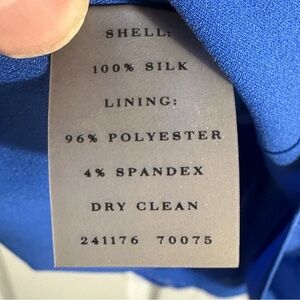 SHELL:
100% SILK
LINING:
96% POLYESTER
4% SPANDEX
DRY CLEAN
241176 70075